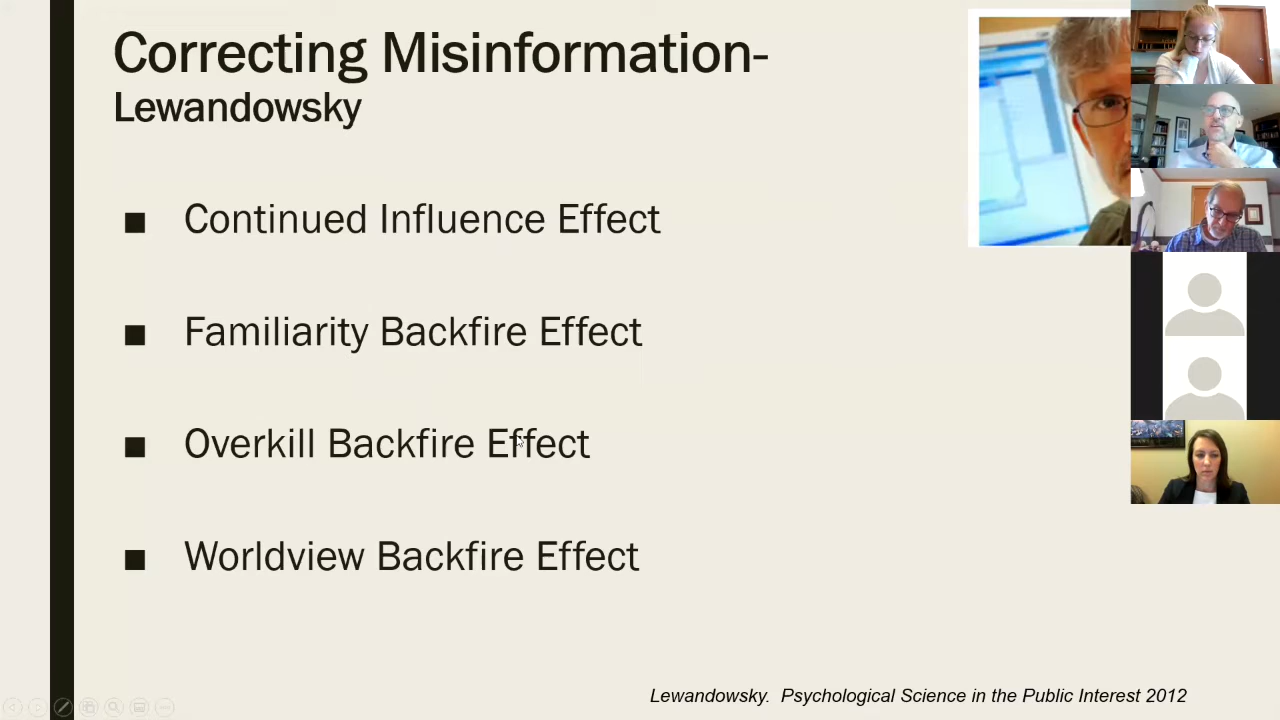 Correcting Misinformation-
Lewandowsky
■ Continued Influence Effect
■ Familiarity Backfire Effect
■ Overkill Backfire Effect
■ Worldview Backfire Effect
Lewandowsky. Psychological Science in the Public Interest 2012